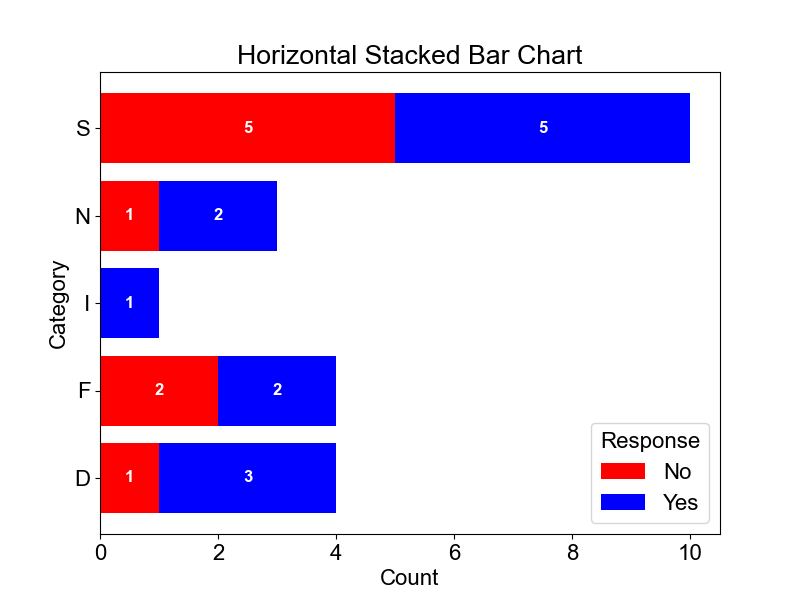 Horizontal Stacked Bar Chart
S
5 5
N
1 2
I
1
F
2 2
D
1 3
Category
0 2 4 6 8 10
Count
Response
No
Yes